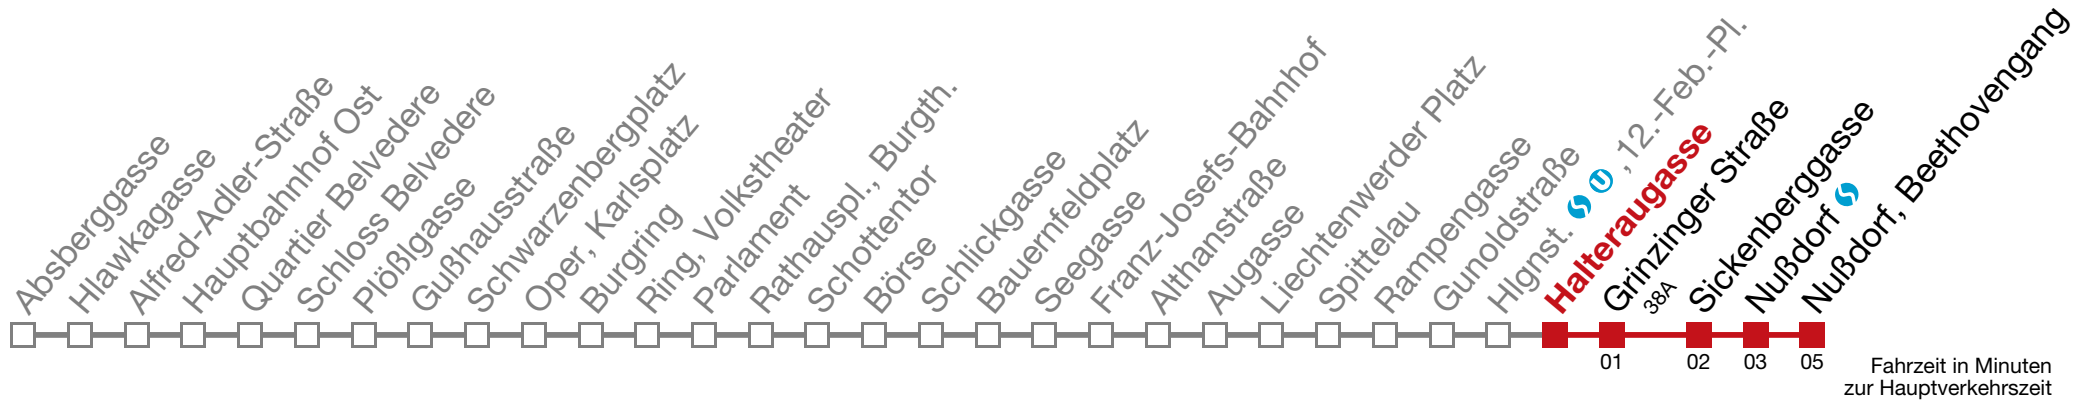 Absberggasse
Hlawkagasse
Alfred-Adler-Straße
Hauptbahnhof Ost
Quartier Belvedere
Schloss Belvedere
Plößlgasse
Gußhausstraße
Schwarzenbergplatz
Oper, Karlsplatz
Burgring
Ring, Volkstheater
Parlament
Rathauspl., Burgth.
Schottentor
Börse
Schlickgasse
Bauernfeldplatz
Seegasse
Franz-Josefs-Bahnhof
Althanstraße
Augasse
Liechtenwerder Platz
Spittelau
Rampengasse
Gunoldstraße
Hlgnst. S U , 12.-Feb.-Pl.
Halteraugasse
Grinzinger Straße
38A
Sickenberggasse
Nußdorf S
Nußdorf, Beethovengang
01 02 03 05
Fahrzeit in Minuten
zur Hauptverkehrszeit